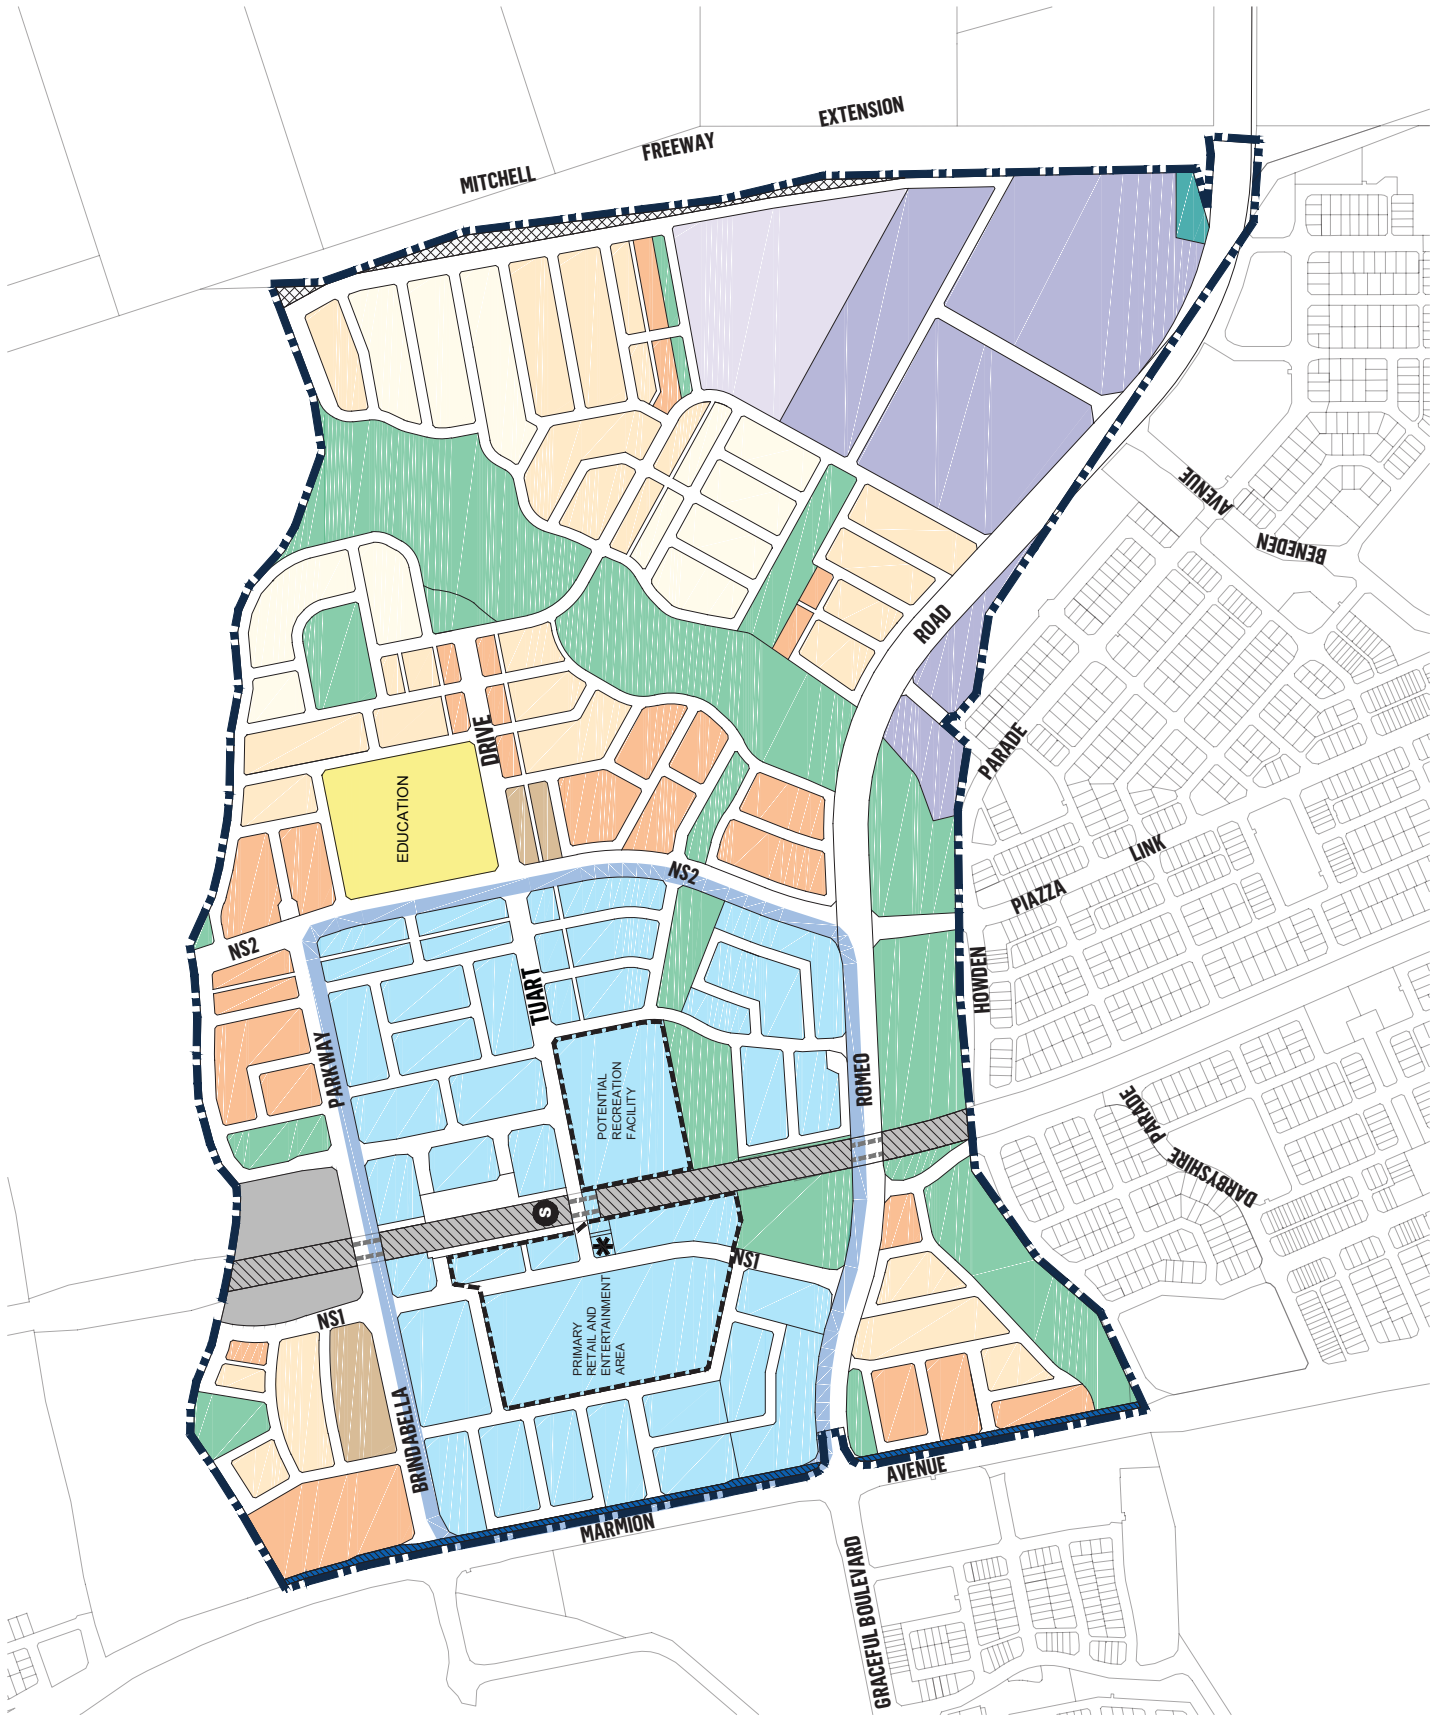 EXTENSION
FREEWAY
MITCHELL
AVENUE
BENEDEN
ROAD
DRIVE
PARADE
EDUCATION
LINK
NS2
PIAZZA
NS2
HOWDEN
TUART
PARKWAY
ROMEO
POTENTIAL
RECREATION
FACILITY
PARADE
DARBYSHIRE
S
*
NS1
NS1
PRIMARY
RETAIL AND
ENTERTAINMENT
AREA
BRINDABELLA
AVENUE
MARMION
GRACEFUL BOULEVARD